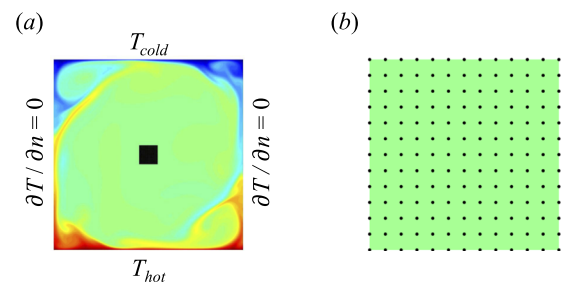 (a)
(b)
T_cold
∂T / ∂n = 0
∂T / ∂n = 0
T_hot